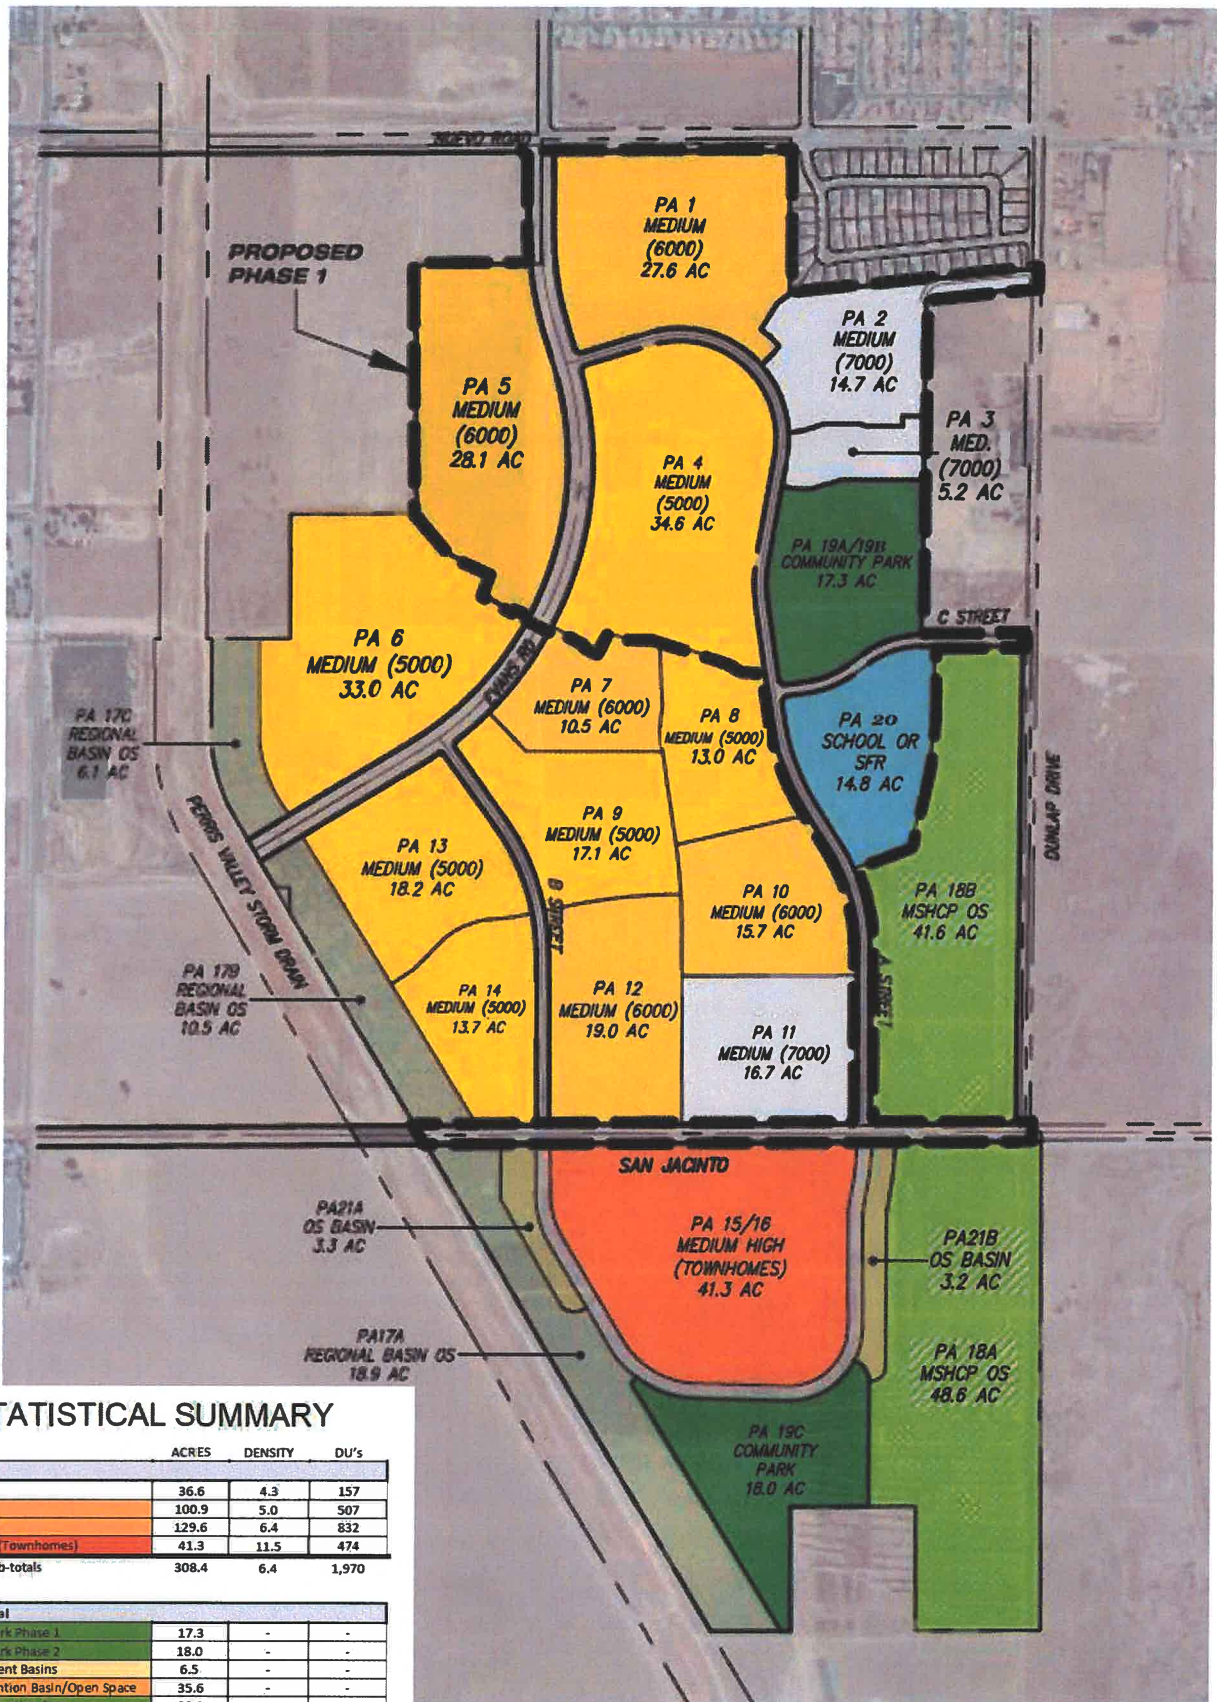 NUEVO ROAD
PROPOSED
PHASE 1
PA 1
MEDIUM
(6000)
27.6 AC
PA 2
MEDIUM
(7000)
14.7 AC
PA 3
MED.
(7000)
5.2 AC
PA 5
MEDIUM
(6000)
28.1 AC
PA 4
MEDIUM
(5000)
34.6 AC
PA 19A/19B
COMMUNITY PARK
17.3 AC
C STREET
PA 6
MEDIUM (5000)
33.0 AC
EVANS RD
PA 7
MEDIUM (6000)
10.5 AC
PA 8
MEDIUM (5000)
13.0 AC
PA 20
SCHOOL OR
SFR
14.8 AC
PA 17C
REGIONAL
BASIN OS
6.1 AC
DUNLAP DRIVE
PERRIS VALLEY STORM DRAIN
PA 9
MEDIUM (5000)
17.1 AC
PA 13
MEDIUM (5000)
18.2 AC
B STREET
PA 10
MEDIUM (6000)
15.7 AC
PA 18B
MSHCP OS
41.6 AC
A STREET
PA 17B
REGIONAL
BASIN OS
10.5 AC
PA 14
MEDIUM (5000)
13.7 AC
PA 12
MEDIUM (6000)
19.0 AC
PA 11
MEDIUM (7000)
16.7 AC
SAN JACINTO
PA21A
OS BASIN
3.3 AC
PA 15/16
MEDIUM HIGH
(TOWNHOMES)
41.3 AC
PA21B
OS BASIN
3.2 AC
PA17A
REGIONAL BASIN OS
18.9 AC
PA 18A
MSHCP OS
48.6 AC
PA 19C
COMMUNITY
PARK
18.0 AC
TATISTICAL SUMMARY
ACRES DENSITY DU's
36.6 4.3 157
100.9 5.0 507
129.6 6.4 832
(Townhomes) 41.3 11.5 474
b-totals 308.4 6.4 1,970
al
rk Phase 1 17.3 - -
rk Phase 2 18.0 - -
ent Basins 6.5 - -
ntion Basin/Open Space 35.6 - -